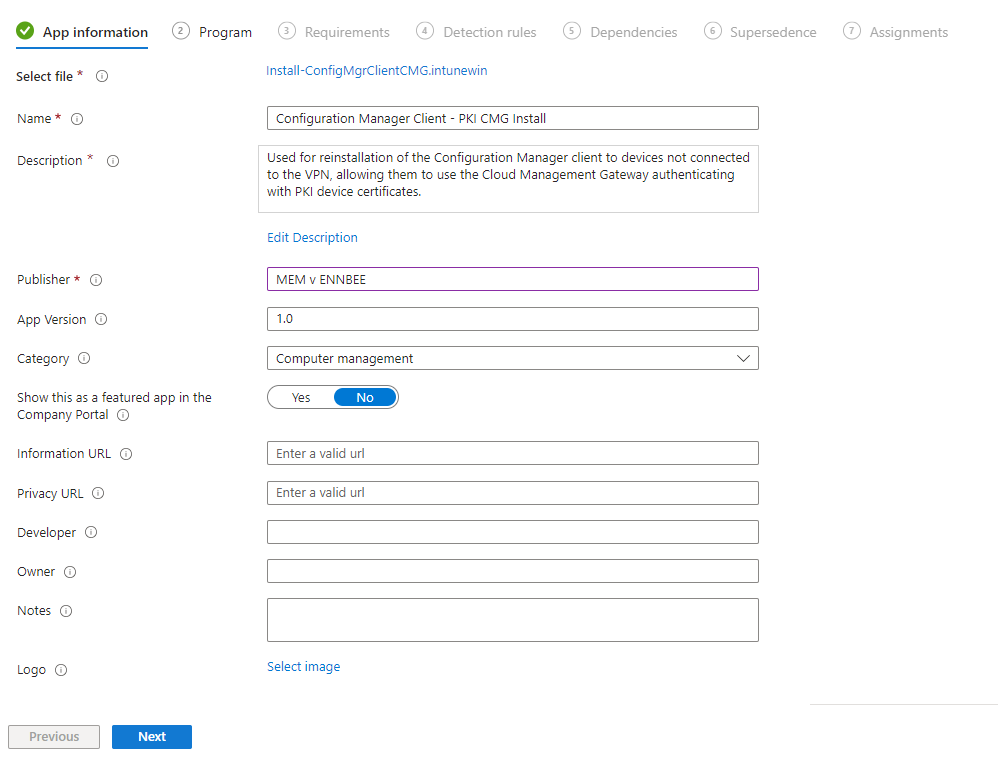 App information
2 Program
3 Requirements
4 Detection rules
5 Dependencies
6 Supersedence
7 Assignments
Select file *
Install-ConfigMgrClientCMG.intunewin
Name *
Configuration Manager Client - PKI CMG Install
Description *
Used for reinstallation of the Configuration Manager client to devices not connected
to the VPN, allowing them to use the Cloud Management Gateway authenticating
with PKI device certificates.
Edit Description
Publisher *
MEM v ENNBEE
App Version
1.0
Category
Computer management
Show this as a featured app in the
Company Portal
Yes No
Information URL
Enter a valid url
Privacy URL
Enter a valid url
Developer
Owner
Notes
Logo
Select image
Previous
Next